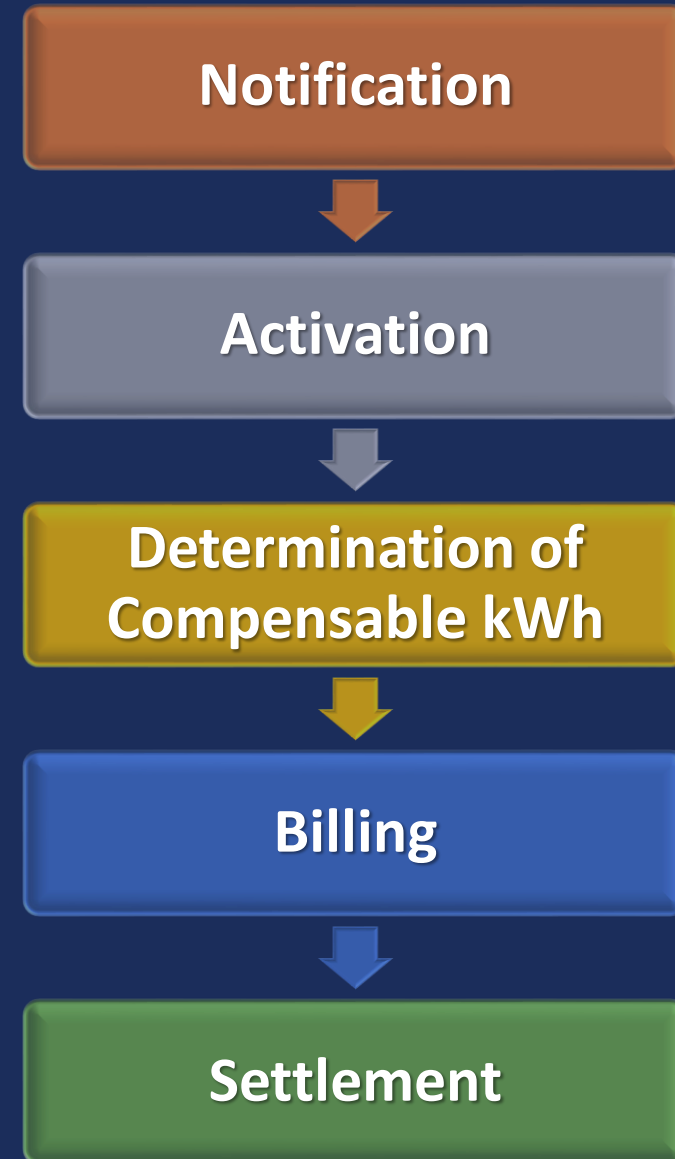 Notification
Activation
Determination of
Compensable kWh
Billing
Settlement